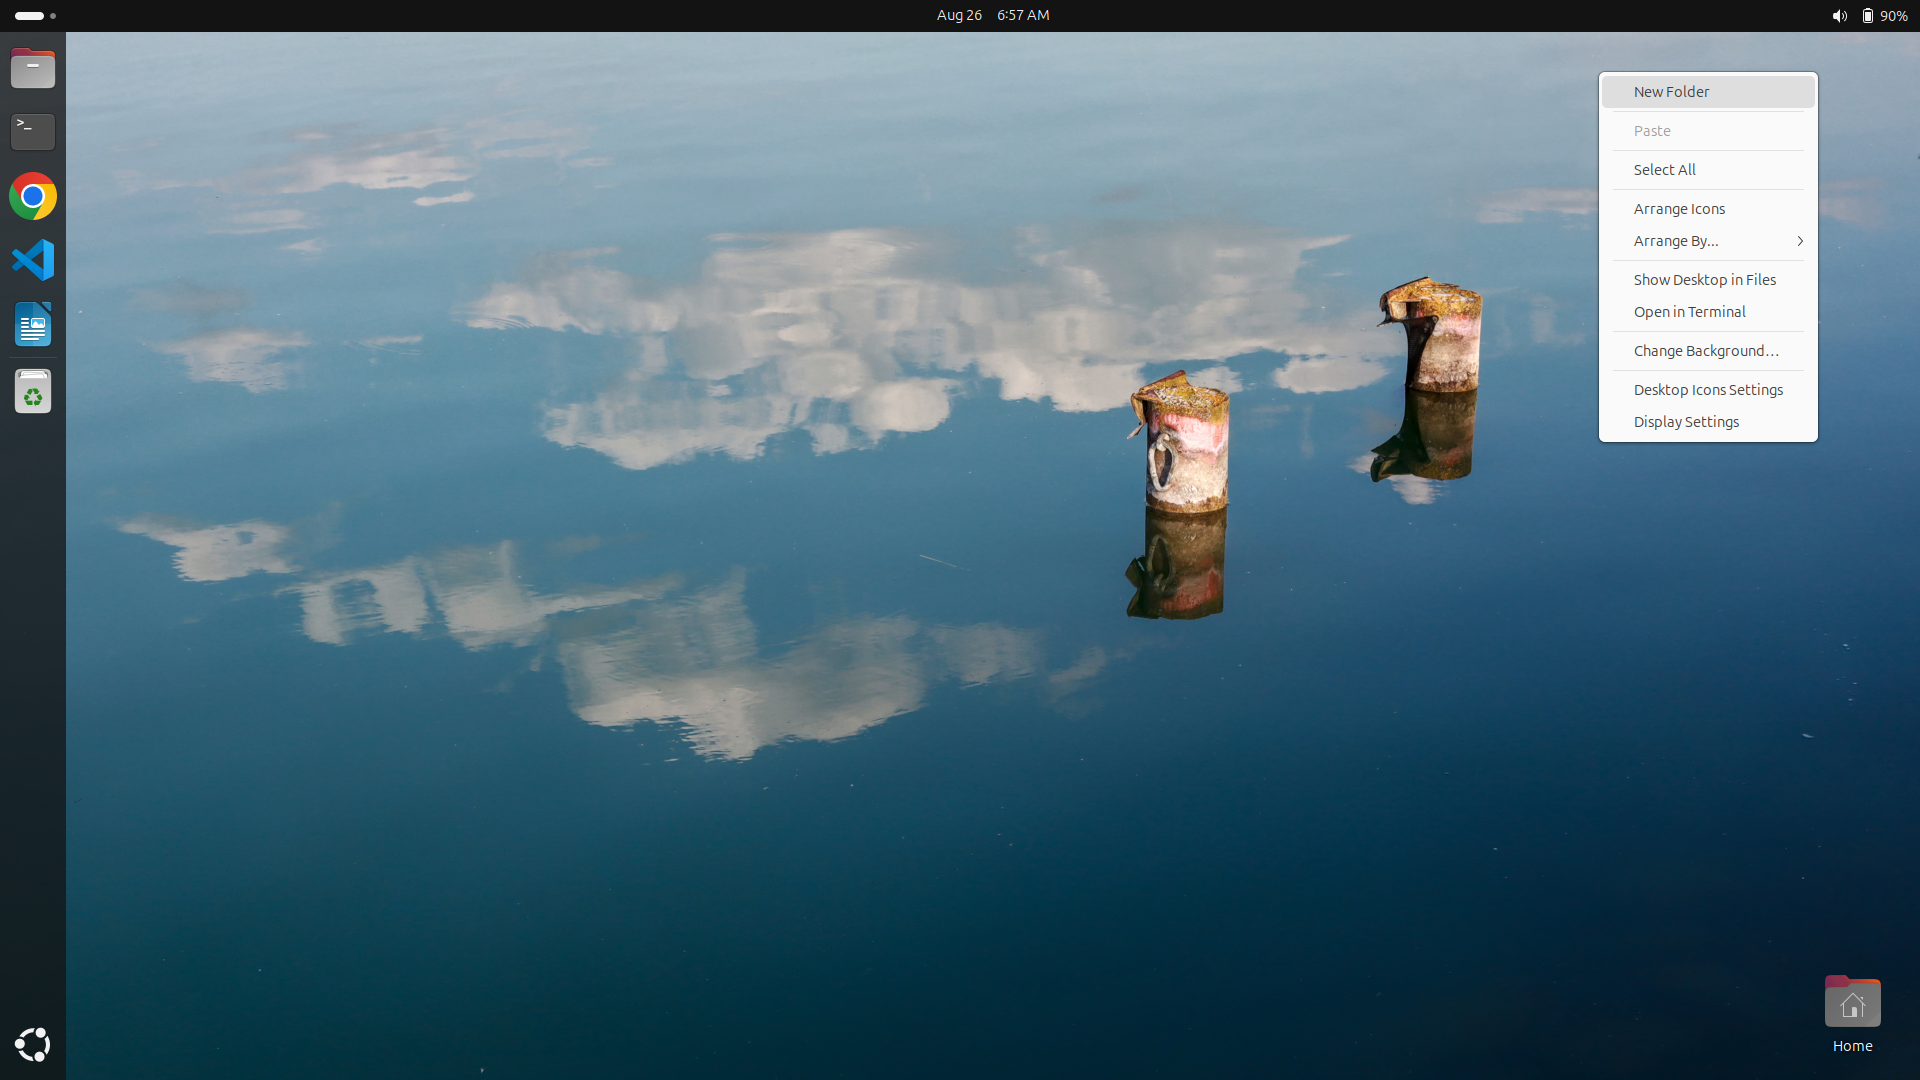 Aug 26 6:57 AM
90%
>_
New Folder
Paste
Select All
Arrange Icons
Arrange By...
Show Desktop in Files
Open in Terminal
Change Background…
Desktop Icons Settings
Display Settings
Home